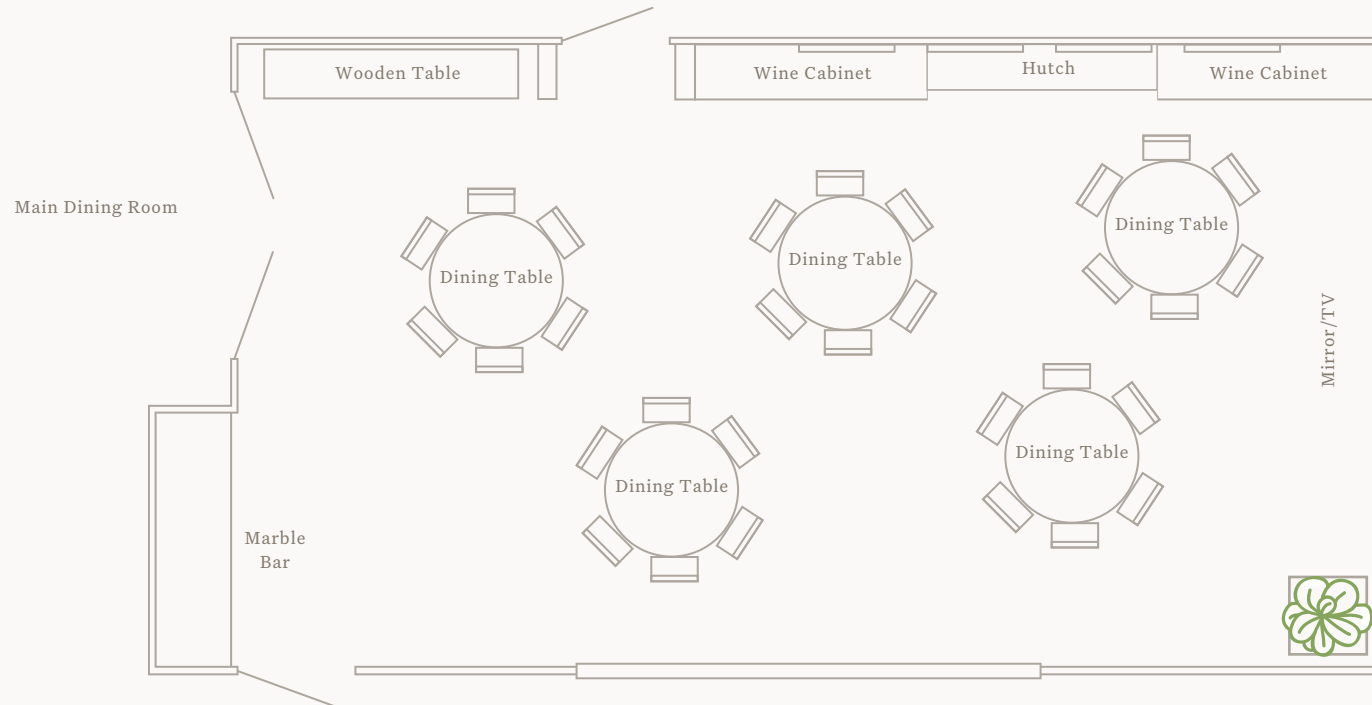 Wooden Table
Wine Cabinet
Hutch
Wine Cabinet
Main Dining Room
Dining Table
Dining Table
Dining Table
Mirror/TV
Dining Table
Dining Table
Marble
Bar